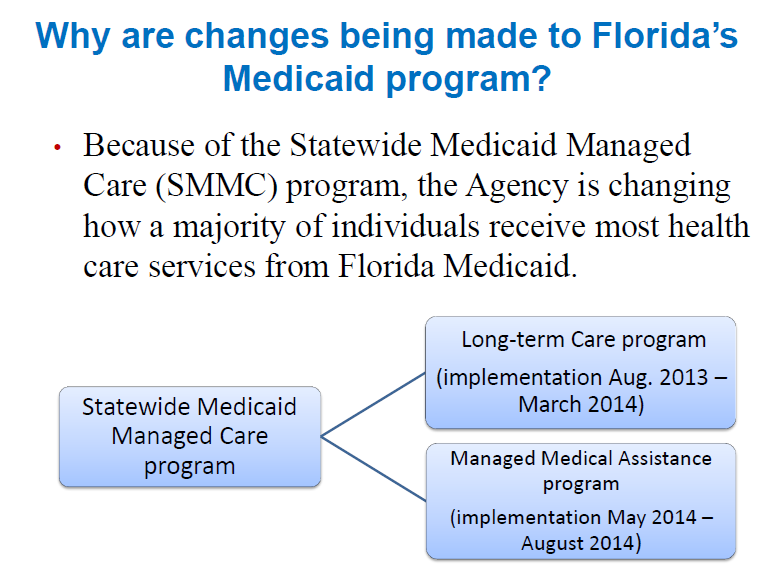 Why are changes being made to Florida’s
Medicaid program?
• Because of the Statewide Medicaid Managed
Care (SMMC) program, the Agency is changing
how a majority of individuals receive most health
care services from Florida Medicaid.
Statewide Medicaid
Managed Care
program
Long-term Care program
(implementation Aug. 2013 –
March 2014)
Managed Medical Assistance
program
(implementation May 2014 –
August 2014)